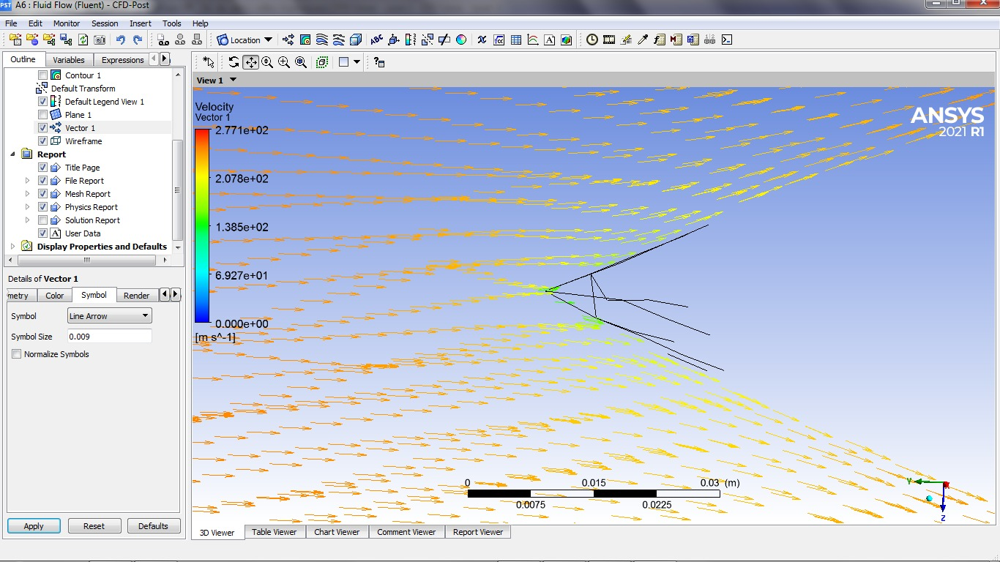 PST A6 : Fluid Flow (Fluent) - CFD-Post
File Edit Monitor Session Insert Tools Help
Location
Outline Variables Expressions
Contour 1
Default Transform
Default Legend View 1
Plane 1
Vector 1
Wireframe
Report
Title Page
File Report
Mesh Report
Physics Report
Solution Report
User Data
Display Properties and Defaults
Details of Vector 1
metry Color Symbol Render
Symbol Line Arrow
Symbol Size 0.009
Normalize Symbols
Apply Reset Defaults
View 1
Velocity
Vector 1
2.771e+02
2.078e+02
1.385e+02
6.927e+01
0.000e+00
[m s^-1]
ANSYS
2021 R1
0 0.015 0.03 (m)
0.0075 0.0225
Y X
Z
3D Viewer Table Viewer Chart Viewer Comment Viewer Report Viewer